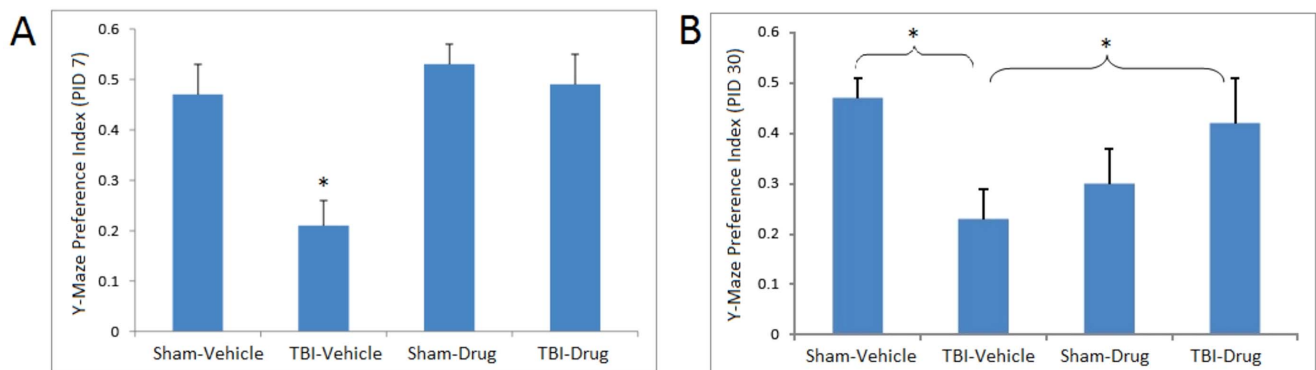 A
Y-Maze Preference Index (PID 7)
0.6
0.5
0.4
0.3
0.2
0.1
0
*
Sham-Vehicle TBI-Vehicle Sham-Drug TBI-Drug
B
Y-Maze Preference Index (PID 30)
0.6
0.5
0.4
0.3
0.2
0.1
0
* *
Sham-Vehicle TBI-Vehicle Sham-Drug TBI-Drug